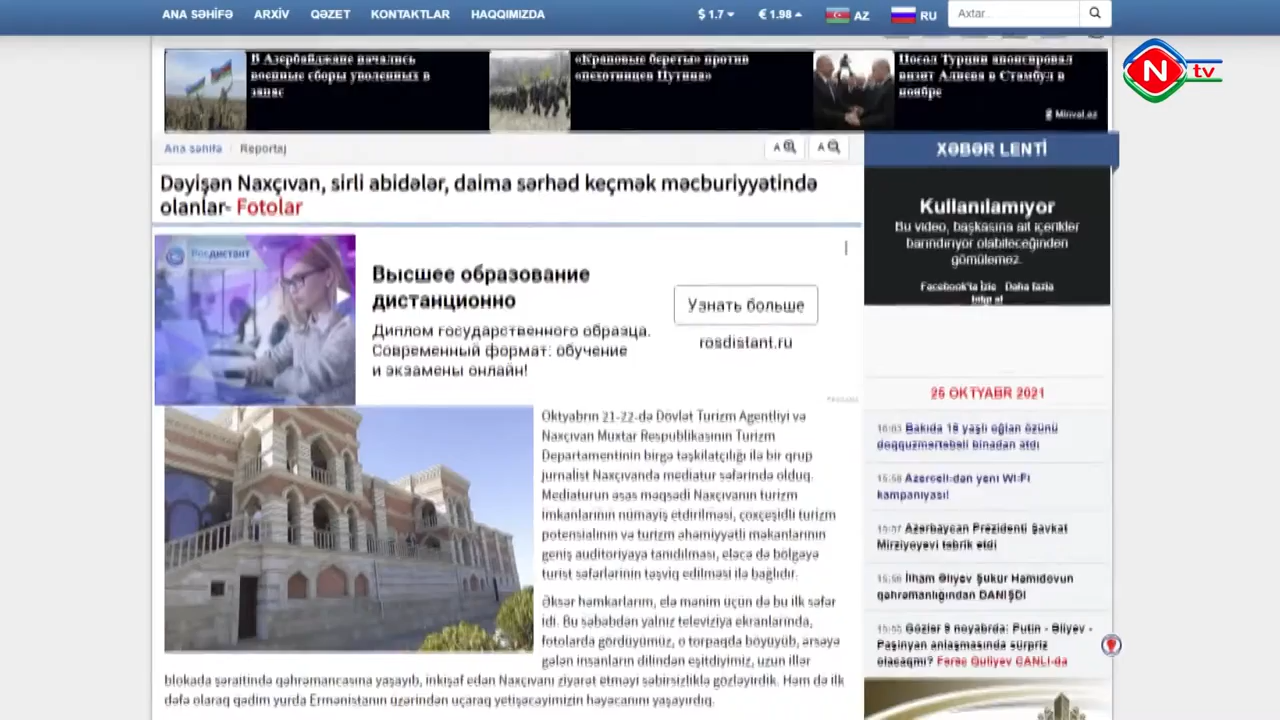 ANA SƏHİFƏ ARXİV QƏZET KONTAKTLAR HAQQIMIZDA $ 1.7 € 1.98 AZ RU Axtar
N tv
В Азербайджане начались
военные сборы уволенных в
запас
«Краповые береты» против
«пехотинцев Путина»
Посол Турции анонсировал
визит Алиева в Стамбул в
ноябре
Minval.az
Ana səhifə Reportaj
A A
XƏBƏR LENTİ
Dəyişən Naxçıvan, sirli abidələr, daima sərhəd keçmək məcburiyyətində
olanlar- Fotolar
Kullanılamıyor
Bu video, başkasına ait içerikler
barındırıyor olabileceğinden
gömülemez.
Facebook'ta İzle Daha fazla
bilgi al
Росдистант
Высшее образование
дистанционно
Диплом государственного образца.
Современный формат: обучение
и экзамены онлайн!
Узнать больше
rosdistant.ru
Oktyabrın 21-22-də Dövlət Turizm Agentliyi və
Naxçıvan Muxtar Respublikasının Turizm
Departamentinin birgə təşkilatçılığı ilə bir qrup
jurnalist Naxçıvanda mediatur səfərində olduq.
Mediaturun əsas məqsədi Naxçıvanın turizm
imkanlarının nümayiş etdirilməsi, çoxçeşidli turizm
potensialının və turizm əhəmiyyətli məkanlarının
geniş auditoriyaya tanıdılması, eləcə də bölgəyə
turist səfərlərinin təşviq edilməsi ilə bağlıdır.
Əksər həmkarlarım, elə mənim üçün də bu ilk səfər
idi. Bu səbəbdən yalnız televiziya ekranlarında,
fotolarda gördüyümüz, o torpaqda böyüyüb, ərsəyə
gələn insanların dilindən eşitdiyimiz, uzun illər
blokada şəraitində qəhrəmancasına yaşayıb, inkişaf edən Naxçıvanı ziyarət etməyi səbirsizliklə gözləyirdik. Həm də ilk
dəfə olaraq qədim yurda Ermənistanın üzərindən uçaraq yetişəcəyimizin həyəcanını yaşayırdıq.
25 OKTYABR 2021
16:03 Bakıda 18 yaşlı oğlan özünü
doqquzmərtəbəli binadan atdı
15:58 Azercell-dən yeni Wi-Fi
kampaniyası!
Azərbaycan Prezidenti Şavkat
Mirziyoyevi təbrik etdi
İlham Əliyev Şükür Həmidovun
qəhrəmanlığından DANIŞDI
Gözlər 9 noyabrda: Putin - Əliyev -
Paşinyan anlaşmasında sürpriz
olacaqmı? Fərəc Quliyev CANLI-da